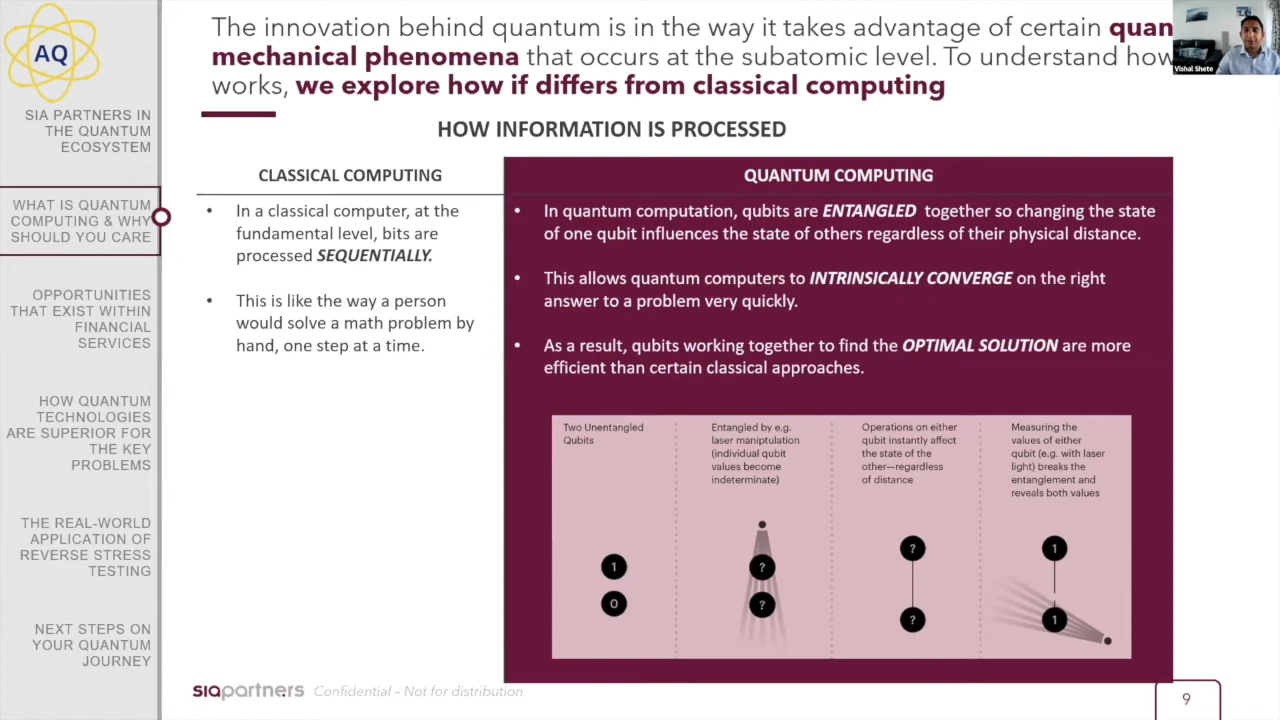 The innovation behind quantum is in the way it takes advantage of certain quan
mechanical phenomena that occurs at the subatomic level. To understand how
works, we explore how if differs from classical computing
Vishal Shete
AQ
SIA PARTNERS IN
THE QUANTUM
ECOSYSTEM
WHAT IS QUANTUM
COMPUTING & WHY
SHOULD YOU CARE
OPPORTUNITIES
THAT EXIST WITHIN
FINANCIAL
SERVICES
HOW QUANTUM
TECHNOLOGIES
ARE SUPERIOR FOR
THE KEY
PROBLEMS
THE REAL-WORLD
APPLICATION OF
REVERSE STRESS
TESTING
NEXT STEPS ON
YOUR QUANTUM
JOURNEY
HOW INFORMATION IS PROCESSED
CLASSICAL COMPUTING
• In a classical computer, at the
fundamental level, bits are
processed SEQUENTIALLY.
• This is like the way a person
would solve a math problem by
hand, one step at a time.
QUANTUM COMPUTING
• In quantum computation, qubits are ENTANGLED together so changing the state
of one qubit influences the state of others regardless of their physical distance.
• This allows quantum computers to INTRINSICALLY CONVERGE on the right
answer to a problem very quickly.
• As a result, qubits working together to find the OPTIMAL SOLUTION are more
efficient than certain classical approaches.
Two Unentangled
Qubits
1
0
Entangled by e.g.
laser maniptulation
(individual qubit
values become
indeterminate)
?
?
Operations on either
qubit instantly affect
the state of the
other—regardless
of distance
?
?
Measuring the
values of either
qubit (e.g. with laser
light) breaks the
entanglement and
reveals both values
1
1
siapartners Confidential – Not for distribution
9